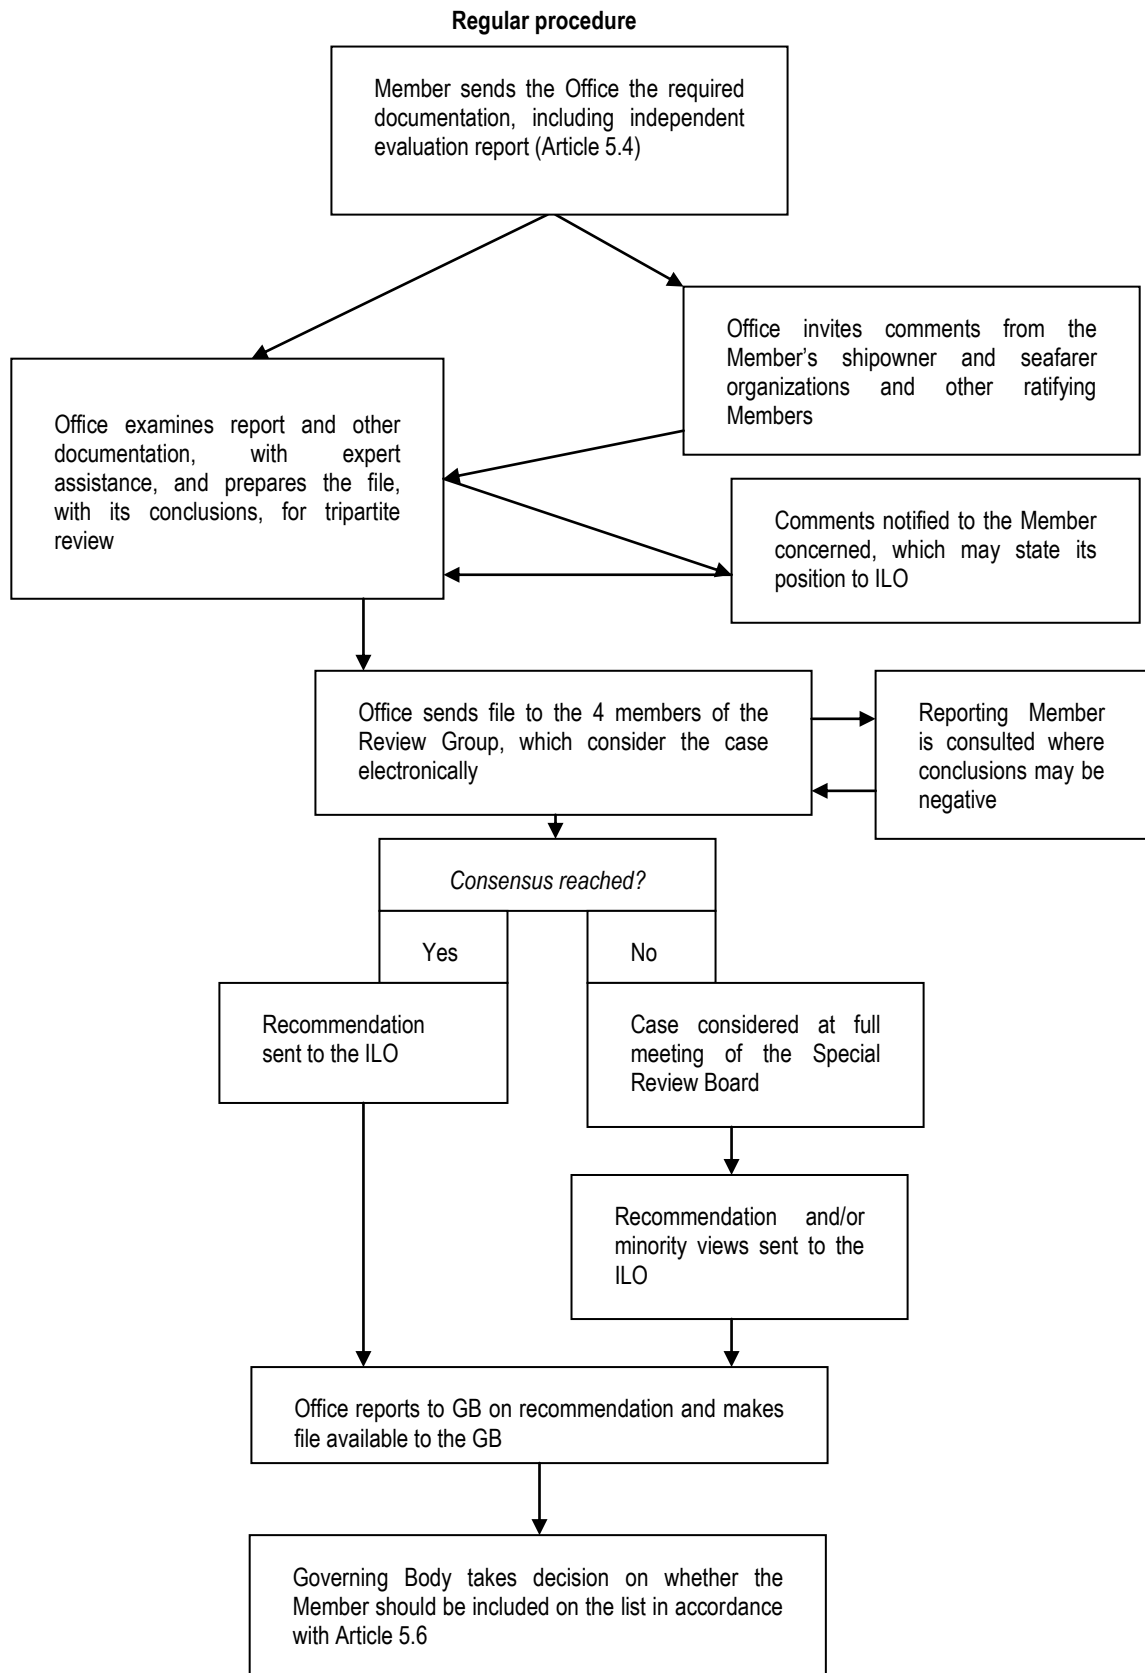 Regular procedure
Member sends the Office the required
documentation, including independent
evaluation report (Article 5.4)
Office invites comments from the
Member's shipowner and seafarer
organizations and other ratifying
Members
Office examines report and other
documentation, with expert
assistance, and prepares the file,
with its conclusions, for tripartite
review
Comments notified to the Member
concerned, which may state its
position to ILO
Office sends file to the 4 members of the
Review Group, which consider the case
electronically
Reporting Member
is consulted where
conclusions may be
negative
Consensus reached?
Yes
No
Recommendation
sent to the ILO
Case considered at full
meeting of the Special
Review Board
Recommendation and/or
minority views sent to the
ILO
Office reports to GB on recommendation and makes
file available to the GB
Governing Body takes decision on whether the
Member should be included on the list in accordance
with Article 5.6